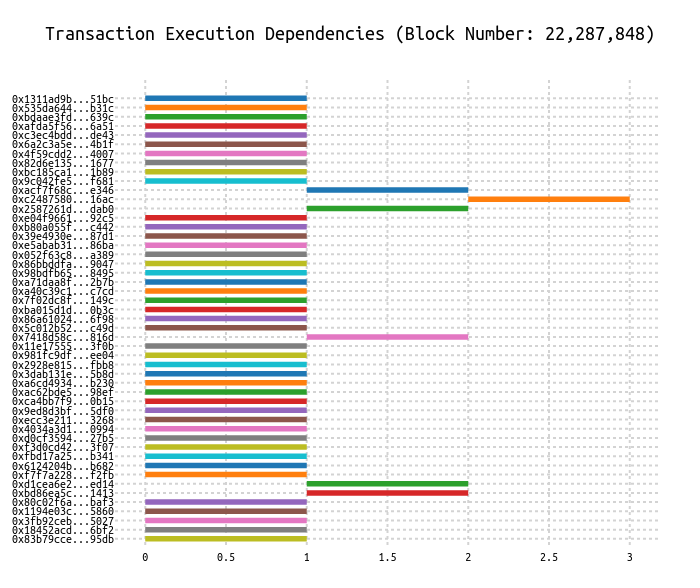 Transaction Execution Dependencies (Block Number: 22,287,848)
0x1311ad9b...51bc
0x535da644...b31c
0xbdaae3fd...639c
0xafda5f56...6a51
0xc3ec4bdd...de43
0x6a2c3a5e...4b1f
0x4f59cdd2...4007
0x82d6e135...1677
0xbc185ca1...1b89
0x9c042fe5...f681
0xacf7f68c...e346
0xc2487580...16ac
0x2587261d...dab0
0xe04f9661...92c5
0xb80a055f...c442
0x39e4930e...87d1
0xe5abab31...86ba
0x052f63c8...a389
0x86bbddfa...9047
0x98bdfb65...8495
0xa71daa8f...2b7b
0xa40c39c1...c7cd
0x7f02dc8f...149c
0xba015d1d...0b3c
0x86a61024...6f98
0x5c012b52...c49d
0x7418d58c...816d
0x11e17555...3f0b
0x981fc9df...ee04
0x2928e815...fbb8
0x3dab131e...5b8d
0xa6cd4934...b230
0xac62bde5...98ef
0xca4bb7f9...0b15
0x9ed8d3bf...5df0
0xecc3e211...3268
0x4034a3d1...0994
0xd0cf3594...27b5
0xf3d0cd42...3f07
0xfbd17a25...b341
0x6124204b...b682
0xf7f7a228...f2fb
0xd1cea6e2...ed14
0xbd86ea5c...1413
0x80c02f6a...baf3
0x1194e03c...5860
0x3fb92ceb...5027
0x18452acd...6bf2
0x83b79cce...95db
0 0.5 1 1.5 2 2.5 3